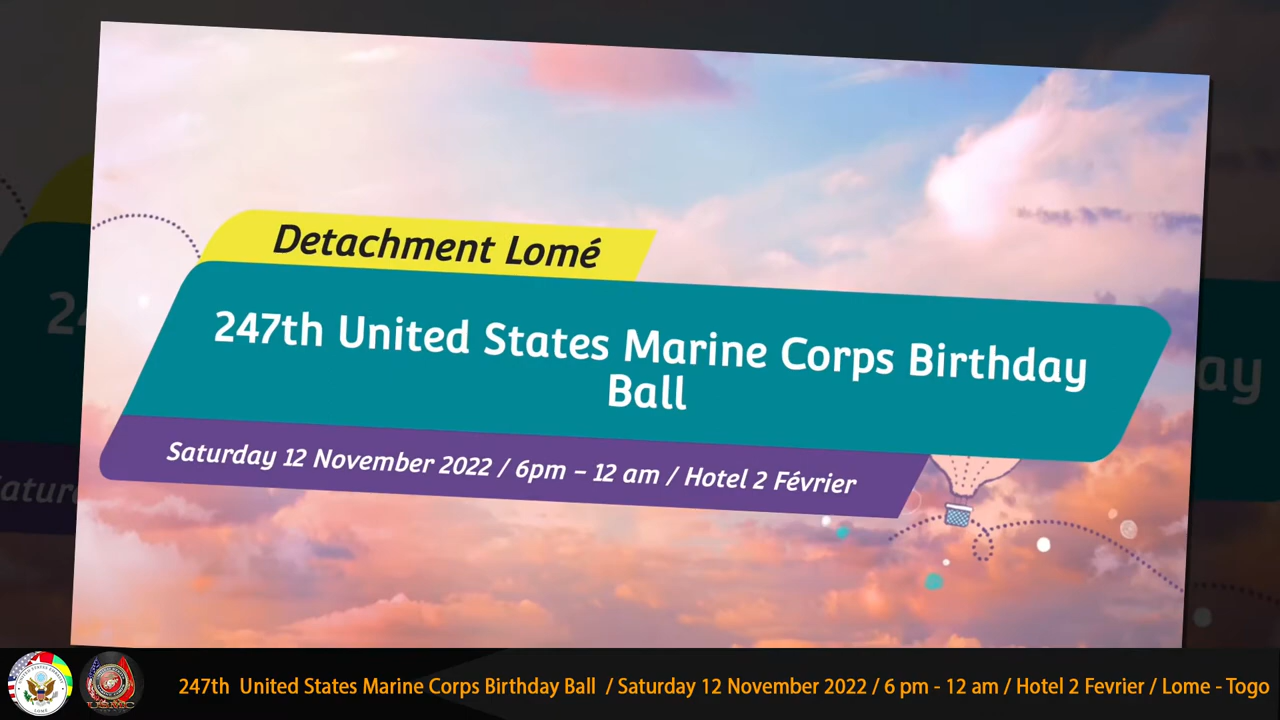 Detachment Lomé
247th United States Marine Corps Birthday
Ball
Saturday 12 November 2022 / 6pm – 12 am / Hotel 2 Février
247th United States Marine Corps Birthday Ball / Saturday 12 November 2022 / 6 pm - 12 am / Hotel 2 Fevrier / Lome - Togo
USMC